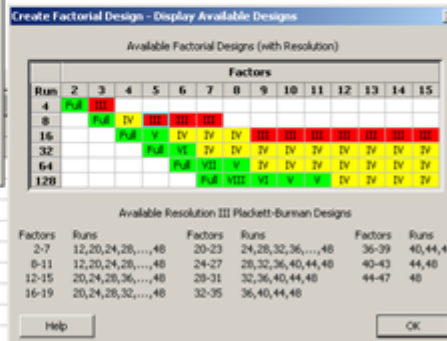 Create Factorial Design - Display Available Designs
Available Factorial Designs (with Resolution)
Factors
Run 2 3 4 5 6 7 8 9 10 11 12 13 14 15
4 Full III
8 Full IV III III III
16 Full V IV IV IV III III III III III III III
32 Full VI IV IV IV IV IV IV IV IV IV
64 Full VII V IV IV IV IV IV IV IV
128 Full VIII VI V V IV IV IV IV
Available Resolution III Plackett-Burman Designs
Factors Runs Factors Runs Factors Runs
2-7 12,20,24,28,...,48 20-23 24,28,32,36,...,48 36-39 40,44,4
8-11 12,20,24,28,...,48 24-27 28,32,36,40,44,48 40-43 44,48
12-15 20,24,28,36,...,48 28-31 32,36,40,44,48 44-47 48
16-19 20,24,28,32,...,48 32-35 36,40,44,48
Help OK